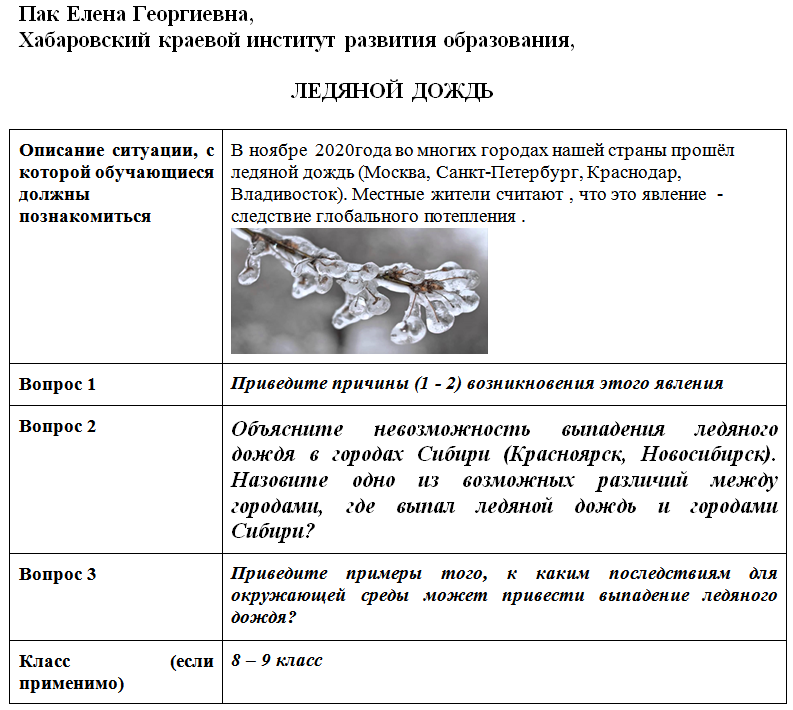 Пак Елена Георгиевна,
Хабаровский краевой институт развития образования,
ЛЕДЯНОЙ ДОЖДЬ
Описание ситуации, с
которой обучающиеся
должны
познакомиться
В ноябре 2020года во многих городах нашей страны прошёл
ледяной дождь (Москва, Санкт-Петербург, Краснодар,
Владивосток). Местные жители считают , что это явление -
следствие глобального потепления .
Вопрос 1
Приведите причины (1 - 2) возникновения этого явления
Вопрос 2
Объясните невозможность выпадения ледяного
дождя в городах Сибири (Красноярск, Новосибирск).
Назовите одно из возможных различий между
городами, где выпал ледяной дождь и городами
Сибири?
Вопрос 3
Приведите примеры того, к каким последствиям для
окружающей среды может привести выпадение ледяного
дождя?
Класс (если
применимо)
8 – 9 класс